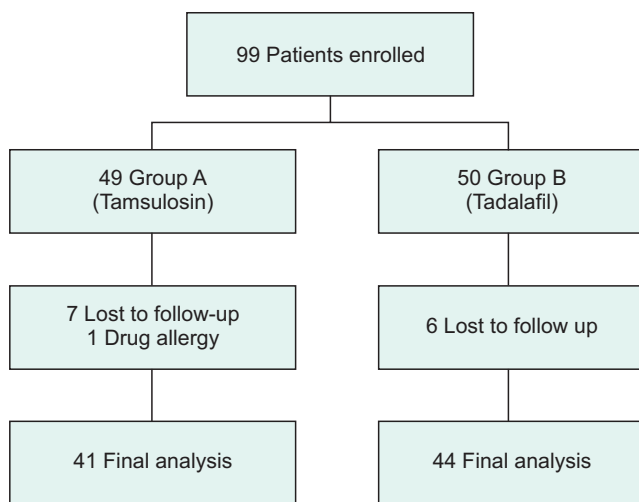 99 Patients enrolled
49 Group A
(Tamsulosin)
50 Group B
(Tadalafil)
7 Lost to follow-up
1 Drug allergy
6 Lost to follow up
41 Final analysis
44 Final analysis